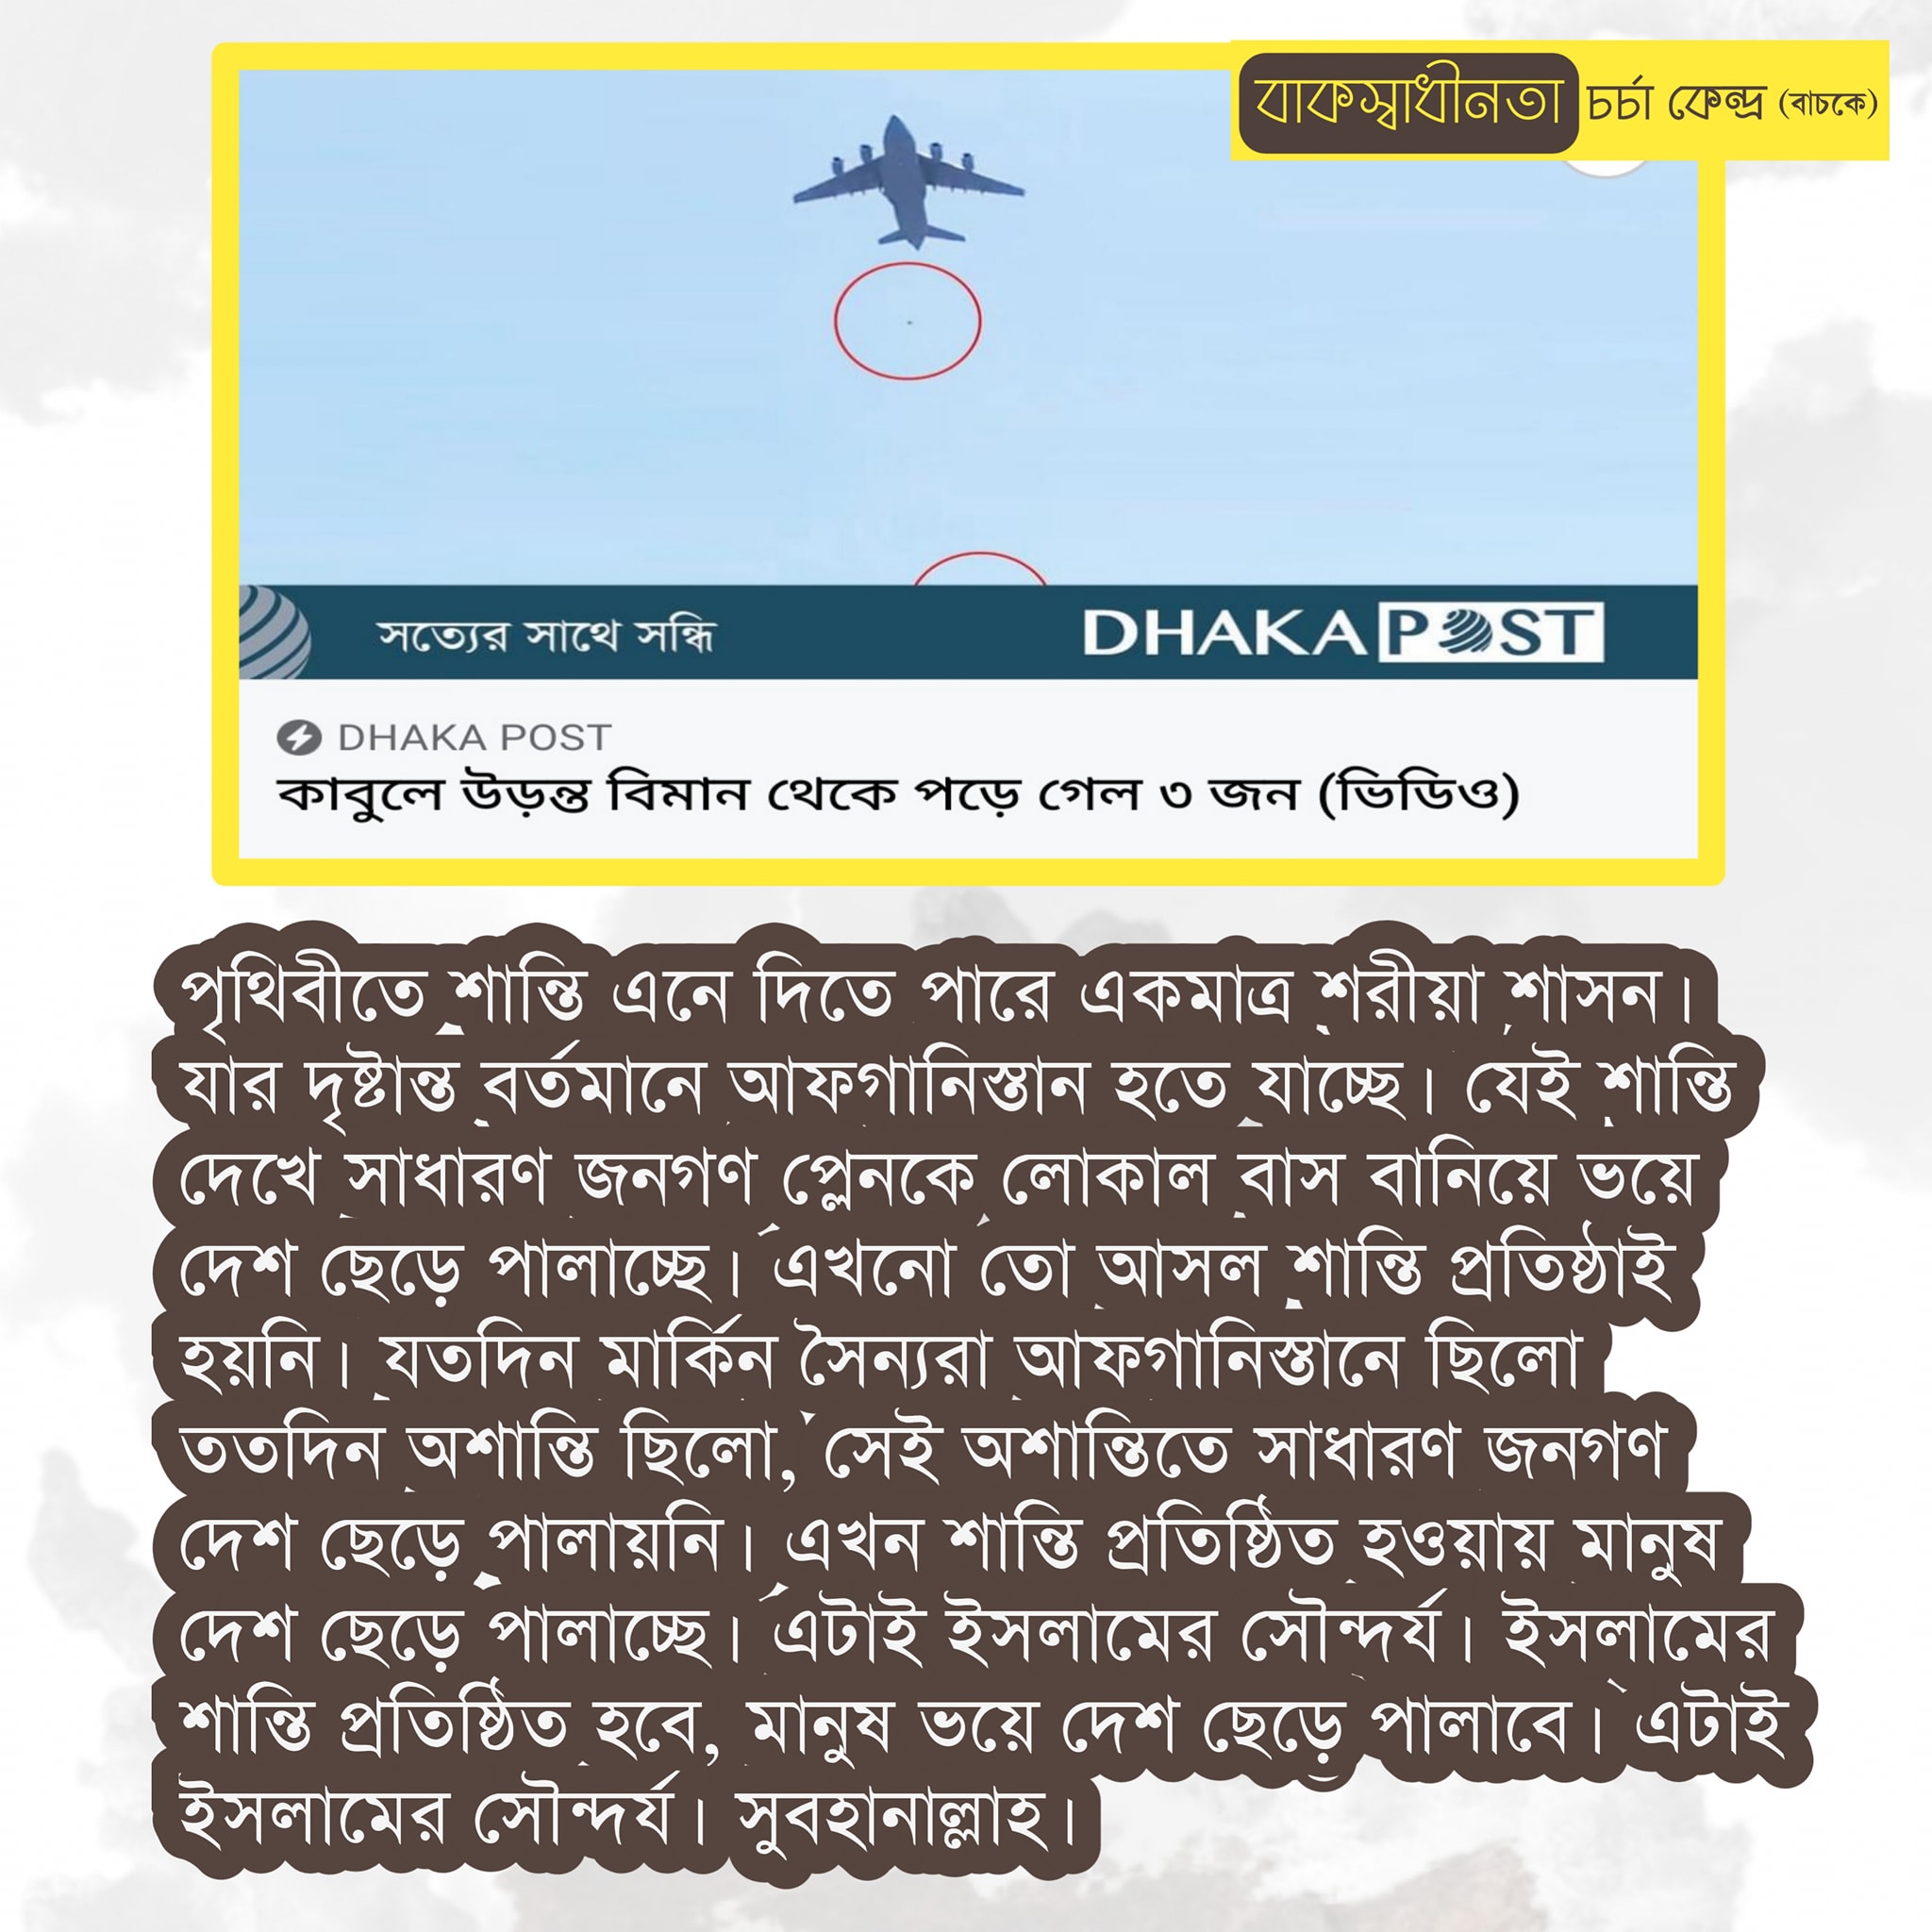 বাকস্বাধীনতা চর্চা কেন্দ্র (বাচকে)
সত্যের সাথে সন্ধি DHAKA POST
DHAKA POST
কাবুলে উড়ন্ত বিমান থেকে পড়ে গেল ৩ জন (ভিডিও)
পৃথিবীতে শান্তি এনে দিতে পারে একমাত্র শরীয়া শাসন।
যার দৃষ্টান্ত বর্তমানে আফগানিস্তান হতে যাচ্ছে। যেই শান্তি
দেখে সাধারণ জনগণ প্লেনকে লোকাল বাস বানিয়ে ভয়ে
দেশ ছেড়ে পালাচ্ছে। এখনো তো আসল শান্তি প্রতিষ্ঠাই
হয়নি। যতদিন মার্কিন সৈন্যরা আফগানিস্তানে ছিলো
ততদিন অশান্তি ছিলো, সেই অশান্তিতে সাধারণ জনগণ
দেশ ছেড়ে পালায়নি। এখন শান্তি প্রতিষ্ঠিত হওয়ায় মানুষ
দেশ ছেড়ে পালাচ্ছে। এটাই ইসলামের সৌন্দর্য। ইসলামের
শান্তি প্রতিষ্ঠিত হবে, মানুষ ভয়ে দেশ ছেড়ে পালাবে। এটাই
ইসলামের সৌন্দর্য। সুবহানাল্লাহ।